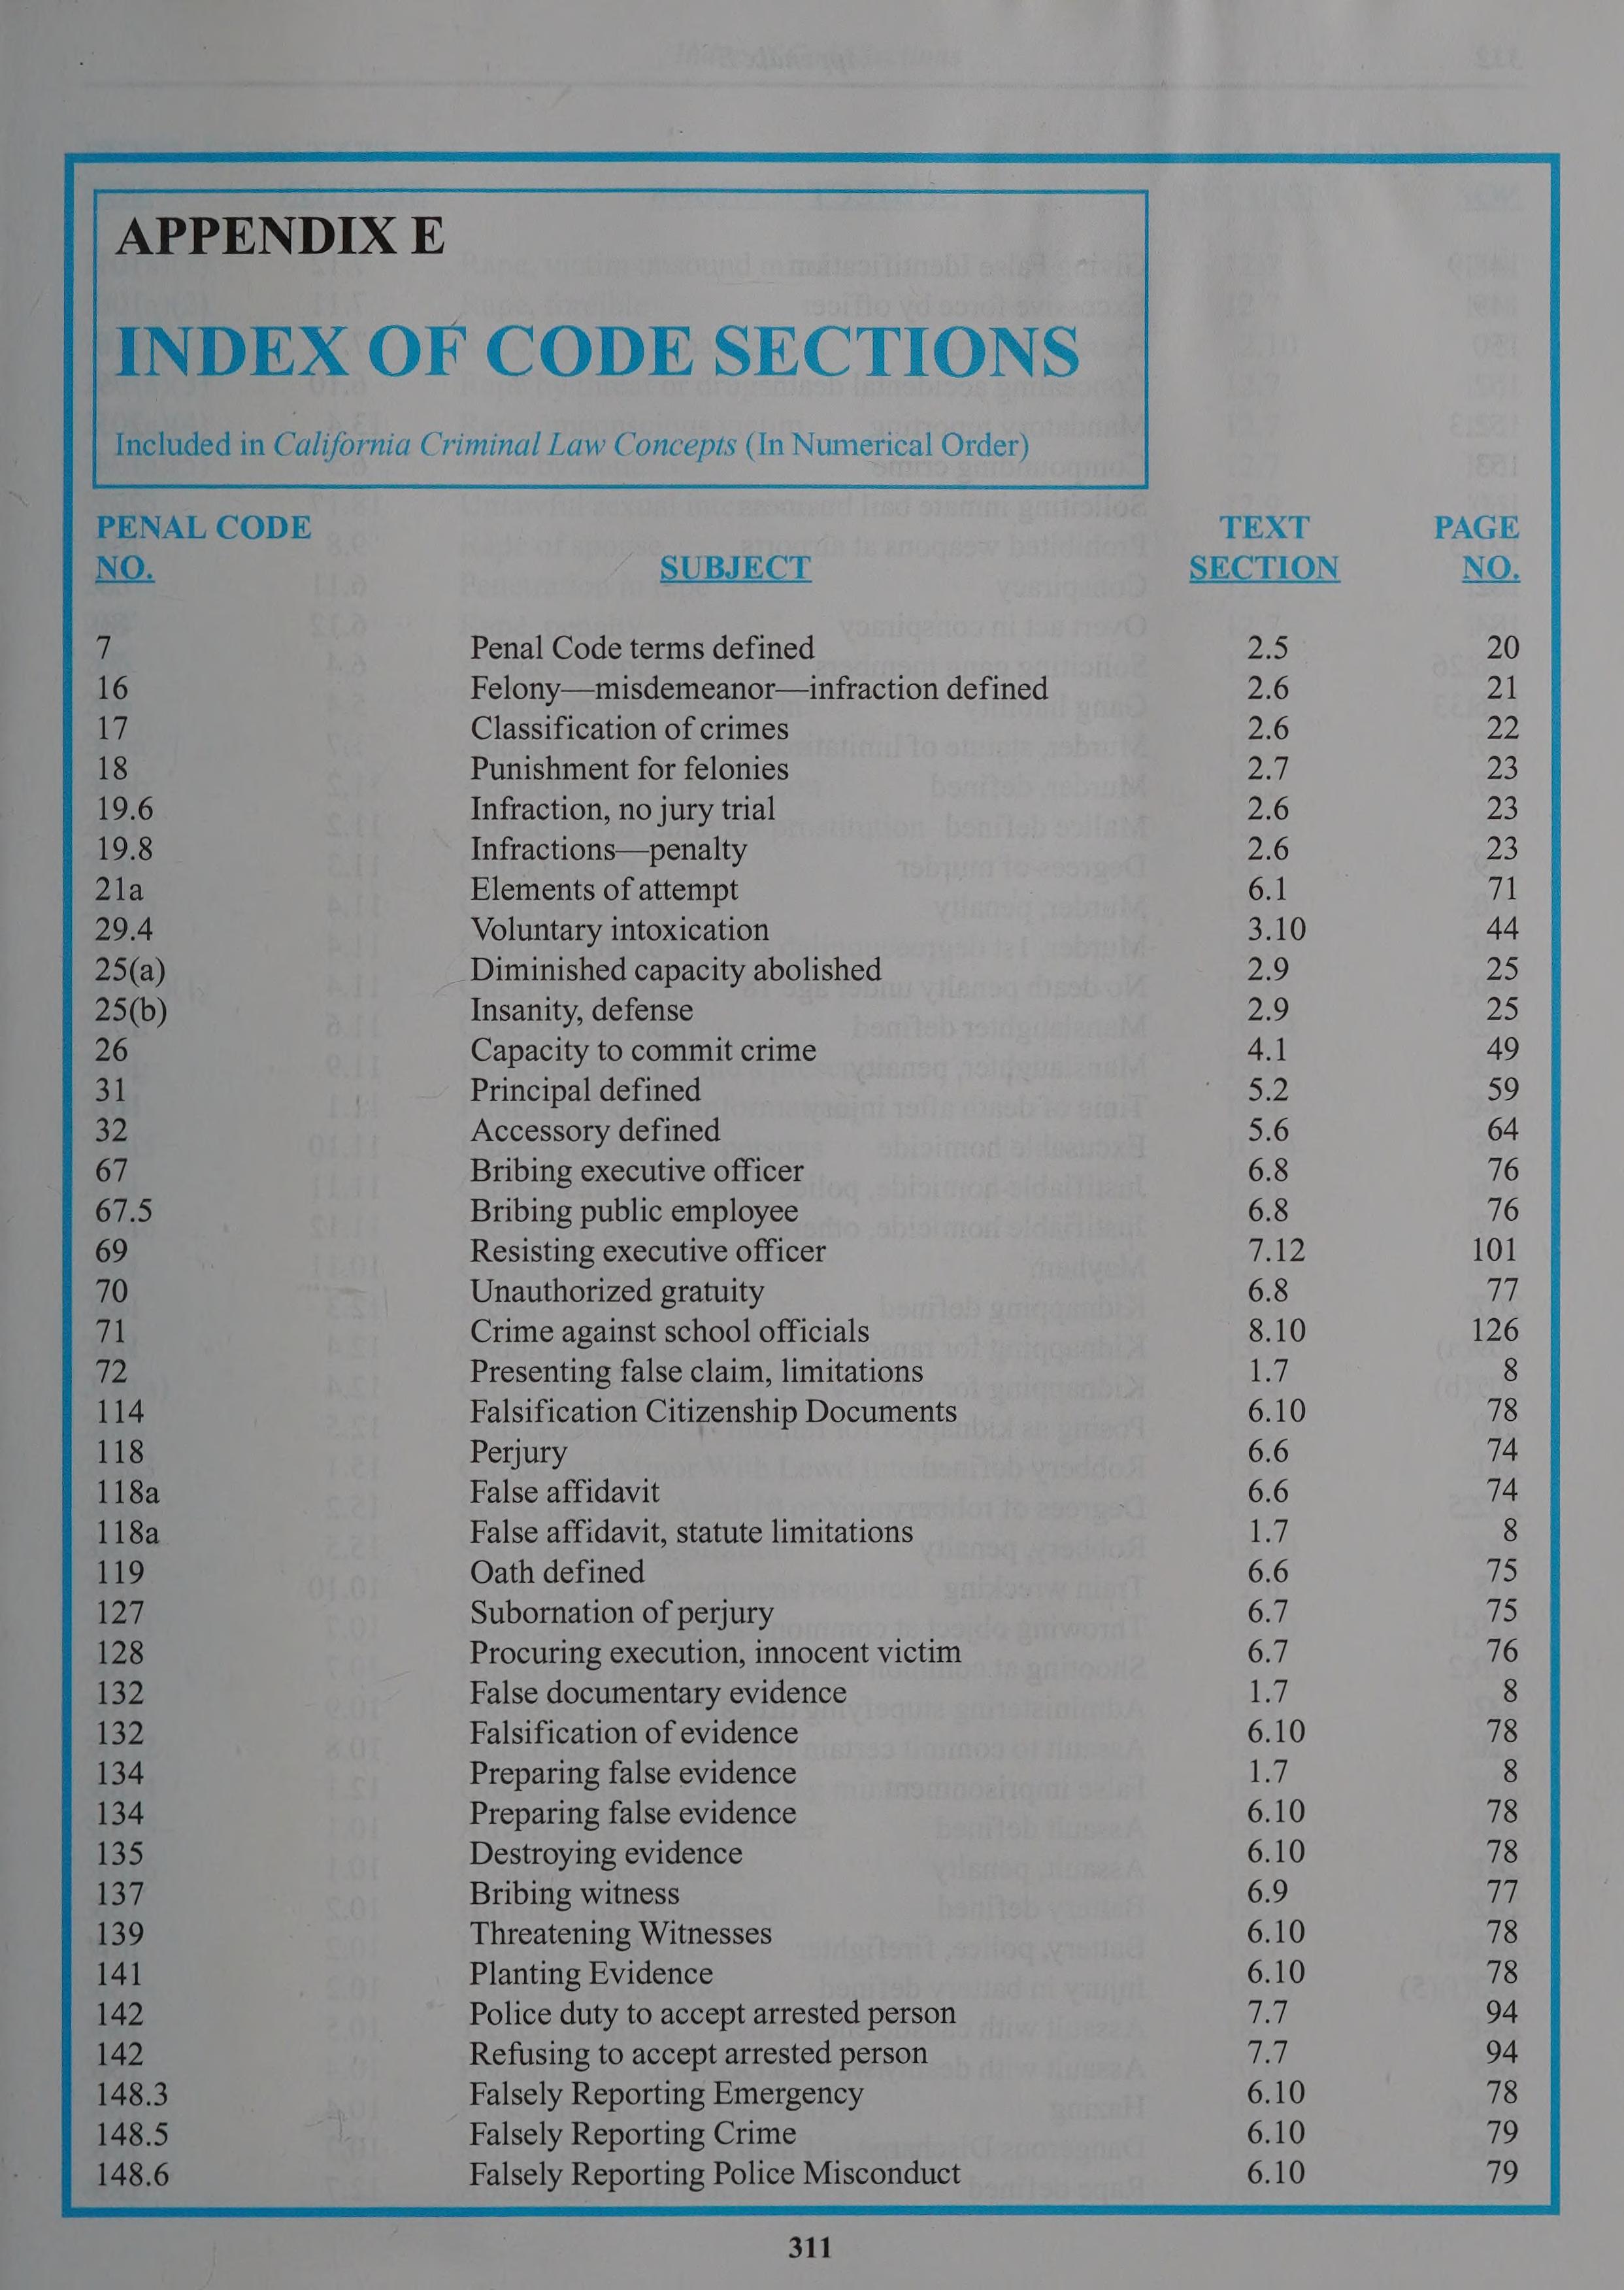 APPENDIX E
INDEX OF CODE SECTIONS
Included in California Criminal Law Concepts (In Numerical Order)
PENAL CODE TEXT PAGE
NO. SUBJECT SECTION NO.
7 Penal Code terms defined 2.5 20
16 Felony—misdemeanor—infraction defined 2.6 21
17 Classification of crimes 2.6 22
18 Punishment for felonies 2.7 23
19.6 Infraction, no jury trial 2.6 23
19.8 Infractions—penalty 2.6 23
21a Elements of attempt 6.1 71
29.4 Voluntary intoxication 3.10 44
25(a) Diminished capacity abolished 2.9 25
25(b) Insanity, defense 2.9 25
26 Capacity to commit crime 4.1 49
31 Principal defined 5.2 59
32 Accessory defined 5.6 64
67 Bribing executive officer 6.8 76
67.5 Bribing public employee 6.8 76
69 Resisting executive officer 7.12 101
70 Unauthorized gratuity 6.8 77
71 Crime against school officials 8.10 126
72 Presenting false claim, limitations 1.7 8
114 Falsification Citizenship Documents 6.10 78
118 Perjury 6.6 74
118a False affidavit 6.6 74
118a False affidavit, statute limitations 1.7 8
119 Oath defined 6.6 75
127 Subornation of perjury 6.7 75
128 Procuring execution, innocent victim 6.7 76
132 False documentary evidence 1.7 8
132 Falsification of evidence 6.10 78
134 Preparing false evidence 1.7 8
134 Preparing false evidence 6.10 78
135 Destroying evidence 6.10 78
137 Bribing witness 6.9 77
139 Threatening Witnesses 6.10 78
141 Planting Evidence 6.10 78
142 Police duty to accept arrested person 7.7 94
142 Refusing to accept arrested person 7.7 94
148.3 Falsely Reporting Emergency 6.10 78
148.5 Falsely Reporting Crime 6.10 79
148.6 Falsely Reporting Police Misconduct 6.10 79
311